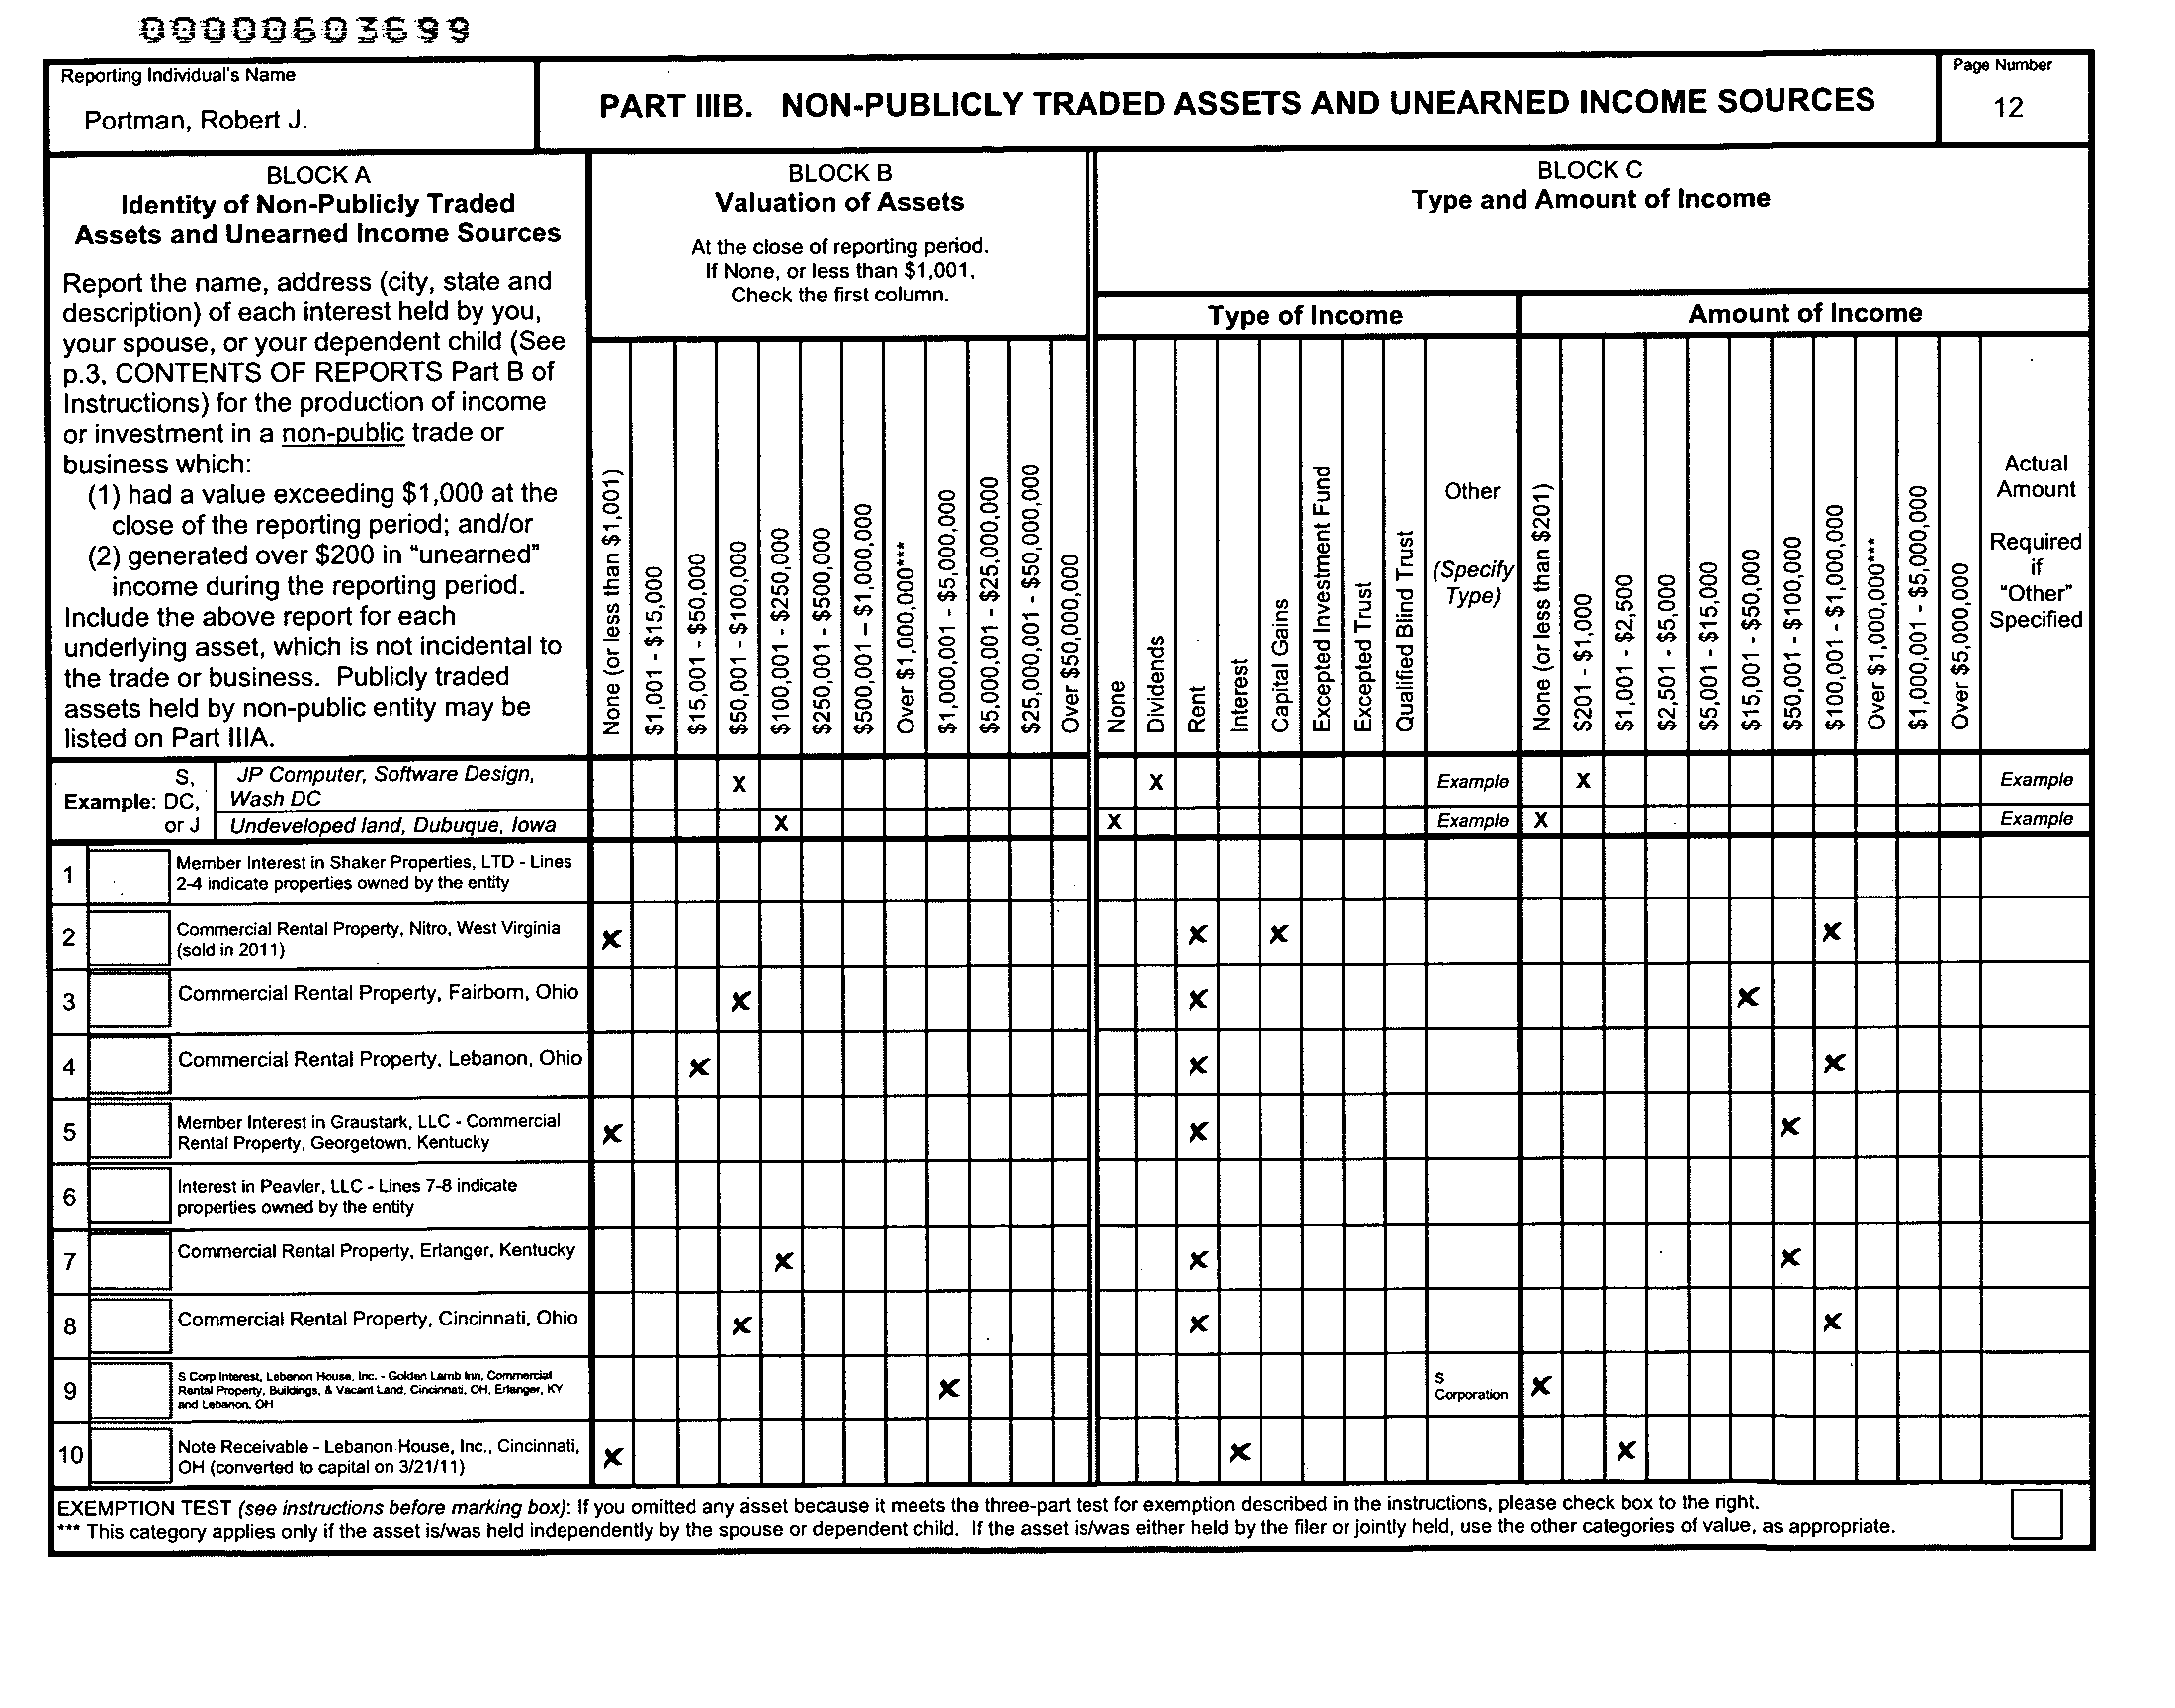 00000603699
Reporting Individual's Name
Portman, Robert J.
PART IIIB. NON-PUBLICLY TRADED ASSETS AND UNEARNED INCOME SOURCES
Page Number
12
BLOCK A
Identity of Non-Publicly Traded
Assets and Unearned Income Sources
Report the name, address (city, state and
description) of each interest held by you,
your spouse, or your dependent child (See
p.3, CONTENTS OF REPORTS Part B of
Instructions) for the production of income
or investment in a non-public trade or
business which:
(1) had a value exceeding $1,000 at the
close of the reporting period; and/or
(2) generated over $200 in "unearned"
income during the reporting period.
Include the above report for each
underlying asset, which is not incidental to
the trade or business. Publicly traded
assets held by non-public entity may be
listed on Part IIIA.
BLOCK B
Valuation of Assets
At the close of reporting period.
If None, or less than $1,001,
Check the first column.
None (or less than $1,001)
$1,001 - $15,000
$15,001 - $50,000
$50,001 - $100,000
$100,001 - $250,000
$250,001 - $500,000
$500,001 – $1,000,000
Over $1,000,000***
$1,000,001 - $5,000,000
$5,000,001 - $25,000,000
$25,000,001 - $50,000,000
Over $50,000,000
BLOCK C
Type and Amount of Income
Type of Income
None
Dividends
Rent
Interest
Capital Gains
Excepted Investment Fund
Excepted Trust
Qualified Blind Trust
Other
(Specify
Type)
Amount of Income
None (or less than $201)
$201 - $1,000
$1,001 - $2,500
$2,501 - $5,000
$5,001 - $15,000
$15,001 - $50,000
$50,001 - $100,000
$100,001 - $1,000,000
Over $1,000,000***
$1,000,001 - $5,000,000
Over $5,000,000
Actual
Amount
Required
if
"Other"
Specified
Example:
S,
DC,
or J
JP Computer, Software Design,
Wash DC
X X Example X Example
Undeveloped land, Dubuque, Iowa X X Example X Example
1 Member Interest in Shaker Properties, LTD - Lines
2-4 indicate properties owned by the entity
2 Commercial Rental Property, Nitro, West Virginia
(sold in 2011)
X X X X
3 Commercial Rental Property, Fairborn, Ohio X X X
4 Commercial Rental Property, Lebanon, Ohio X X X
5 Member Interest in Graustark, LLC - Commercial
Rental Property, Georgetown, Kentucky
X X X
6 Interest in Peavler, LLC - Lines 7-8 indicate
properties owned by the entity
7 Commercial Rental Property, Erlanger, Kentucky X X X
8 Commercial Rental Property, Cincinnati, Ohio X X X
9 S Corp Interest, Lebanon House, Inc. - Golden Lamb Inn, Commercial
Rental Property, Buildings, & Vacant Land, Cincinnati, OH, Erlanger, KY
and Lebanon, OH
X S
Corporation X
10 Note Receivable - Lebanon House, Inc., Cincinnati,
OH (converted to capital on 3/21/11)
X X X
EXEMPTION TEST (see instructions before marking box): If you omitted any asset because it meets the three-part test for exemption described in the instructions, please check box to the right.
*** This category applies only if the asset is/was held independently by the spouse or dependent child. If the asset is/was either held by the filer or jointly held, use the other categories of value, as appropriate.